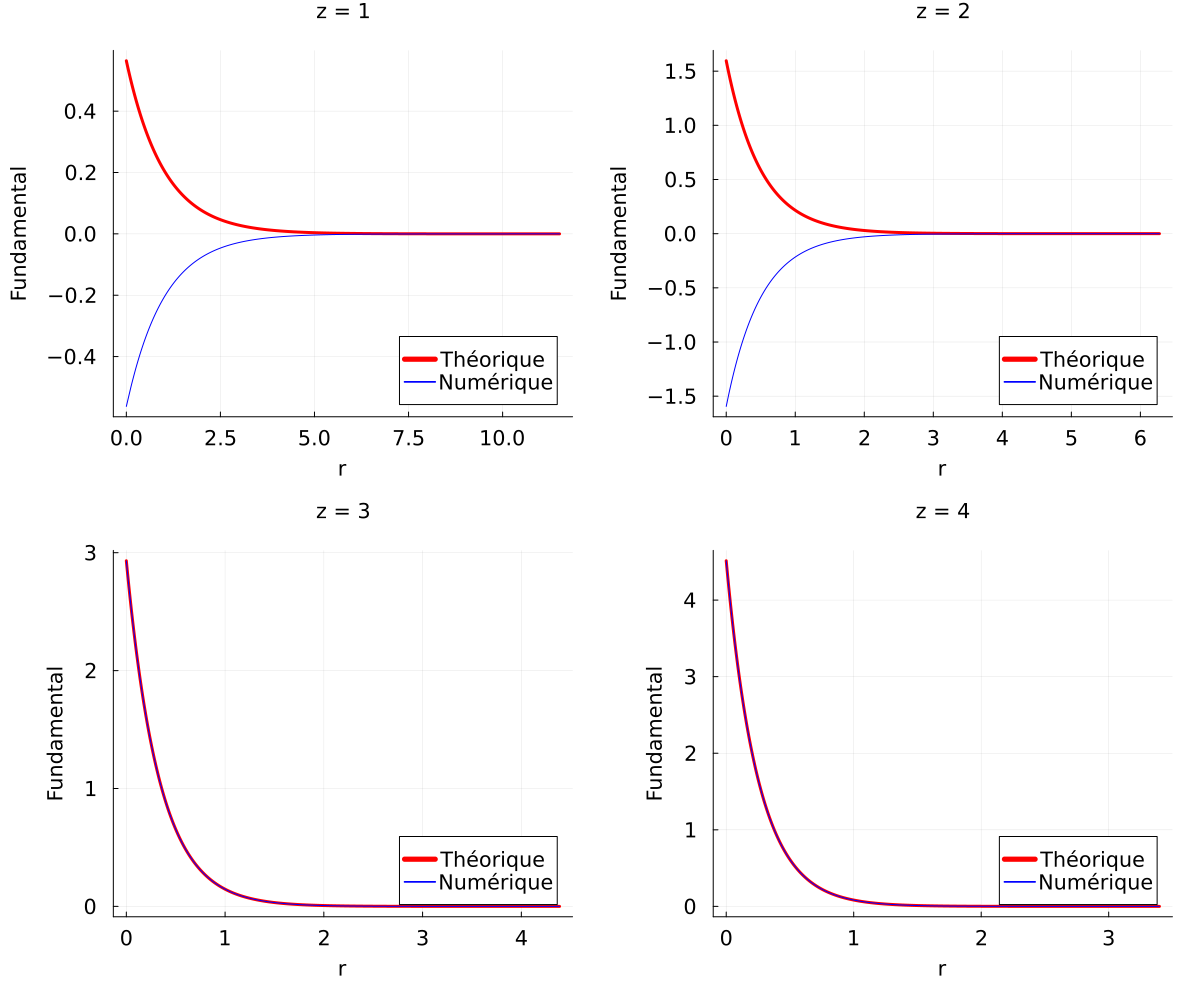 z = 1
Fundamental
0.4
0.2
0.0
−0.2
−0.4
0.0 2.5 5.0 7.5 10.0
r
Théorique
Numérique
z = 2
Fundamental
1.5
1.0
0.5
0.0
−0.5
−1.0
−1.5
0 1 2 3 4 5 6
r
Théorique
Numérique
z = 3
Fundamental
3
2
1
0
0 1 2 3 4
r
Théorique
Numérique
z = 4
Fundamental
4
3
2
1
0
0 1 2 3
r
Théorique
Numérique